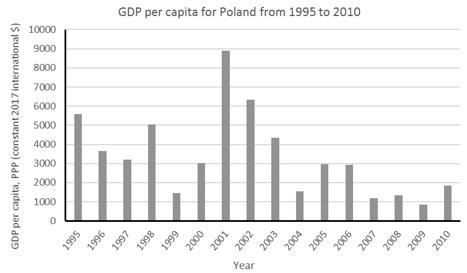 GDP per capita for Poland from 1995 to 2010
GDP per capita, PPP (constant 2017 international $)
10000
9000
8000
7000
6000
5000
4000
3000
2000
1000
0
1995 1996 1997 1998 1999 2000 2001 2002 2003 2004 2005 2006 2007 2008 2009 2010
Year